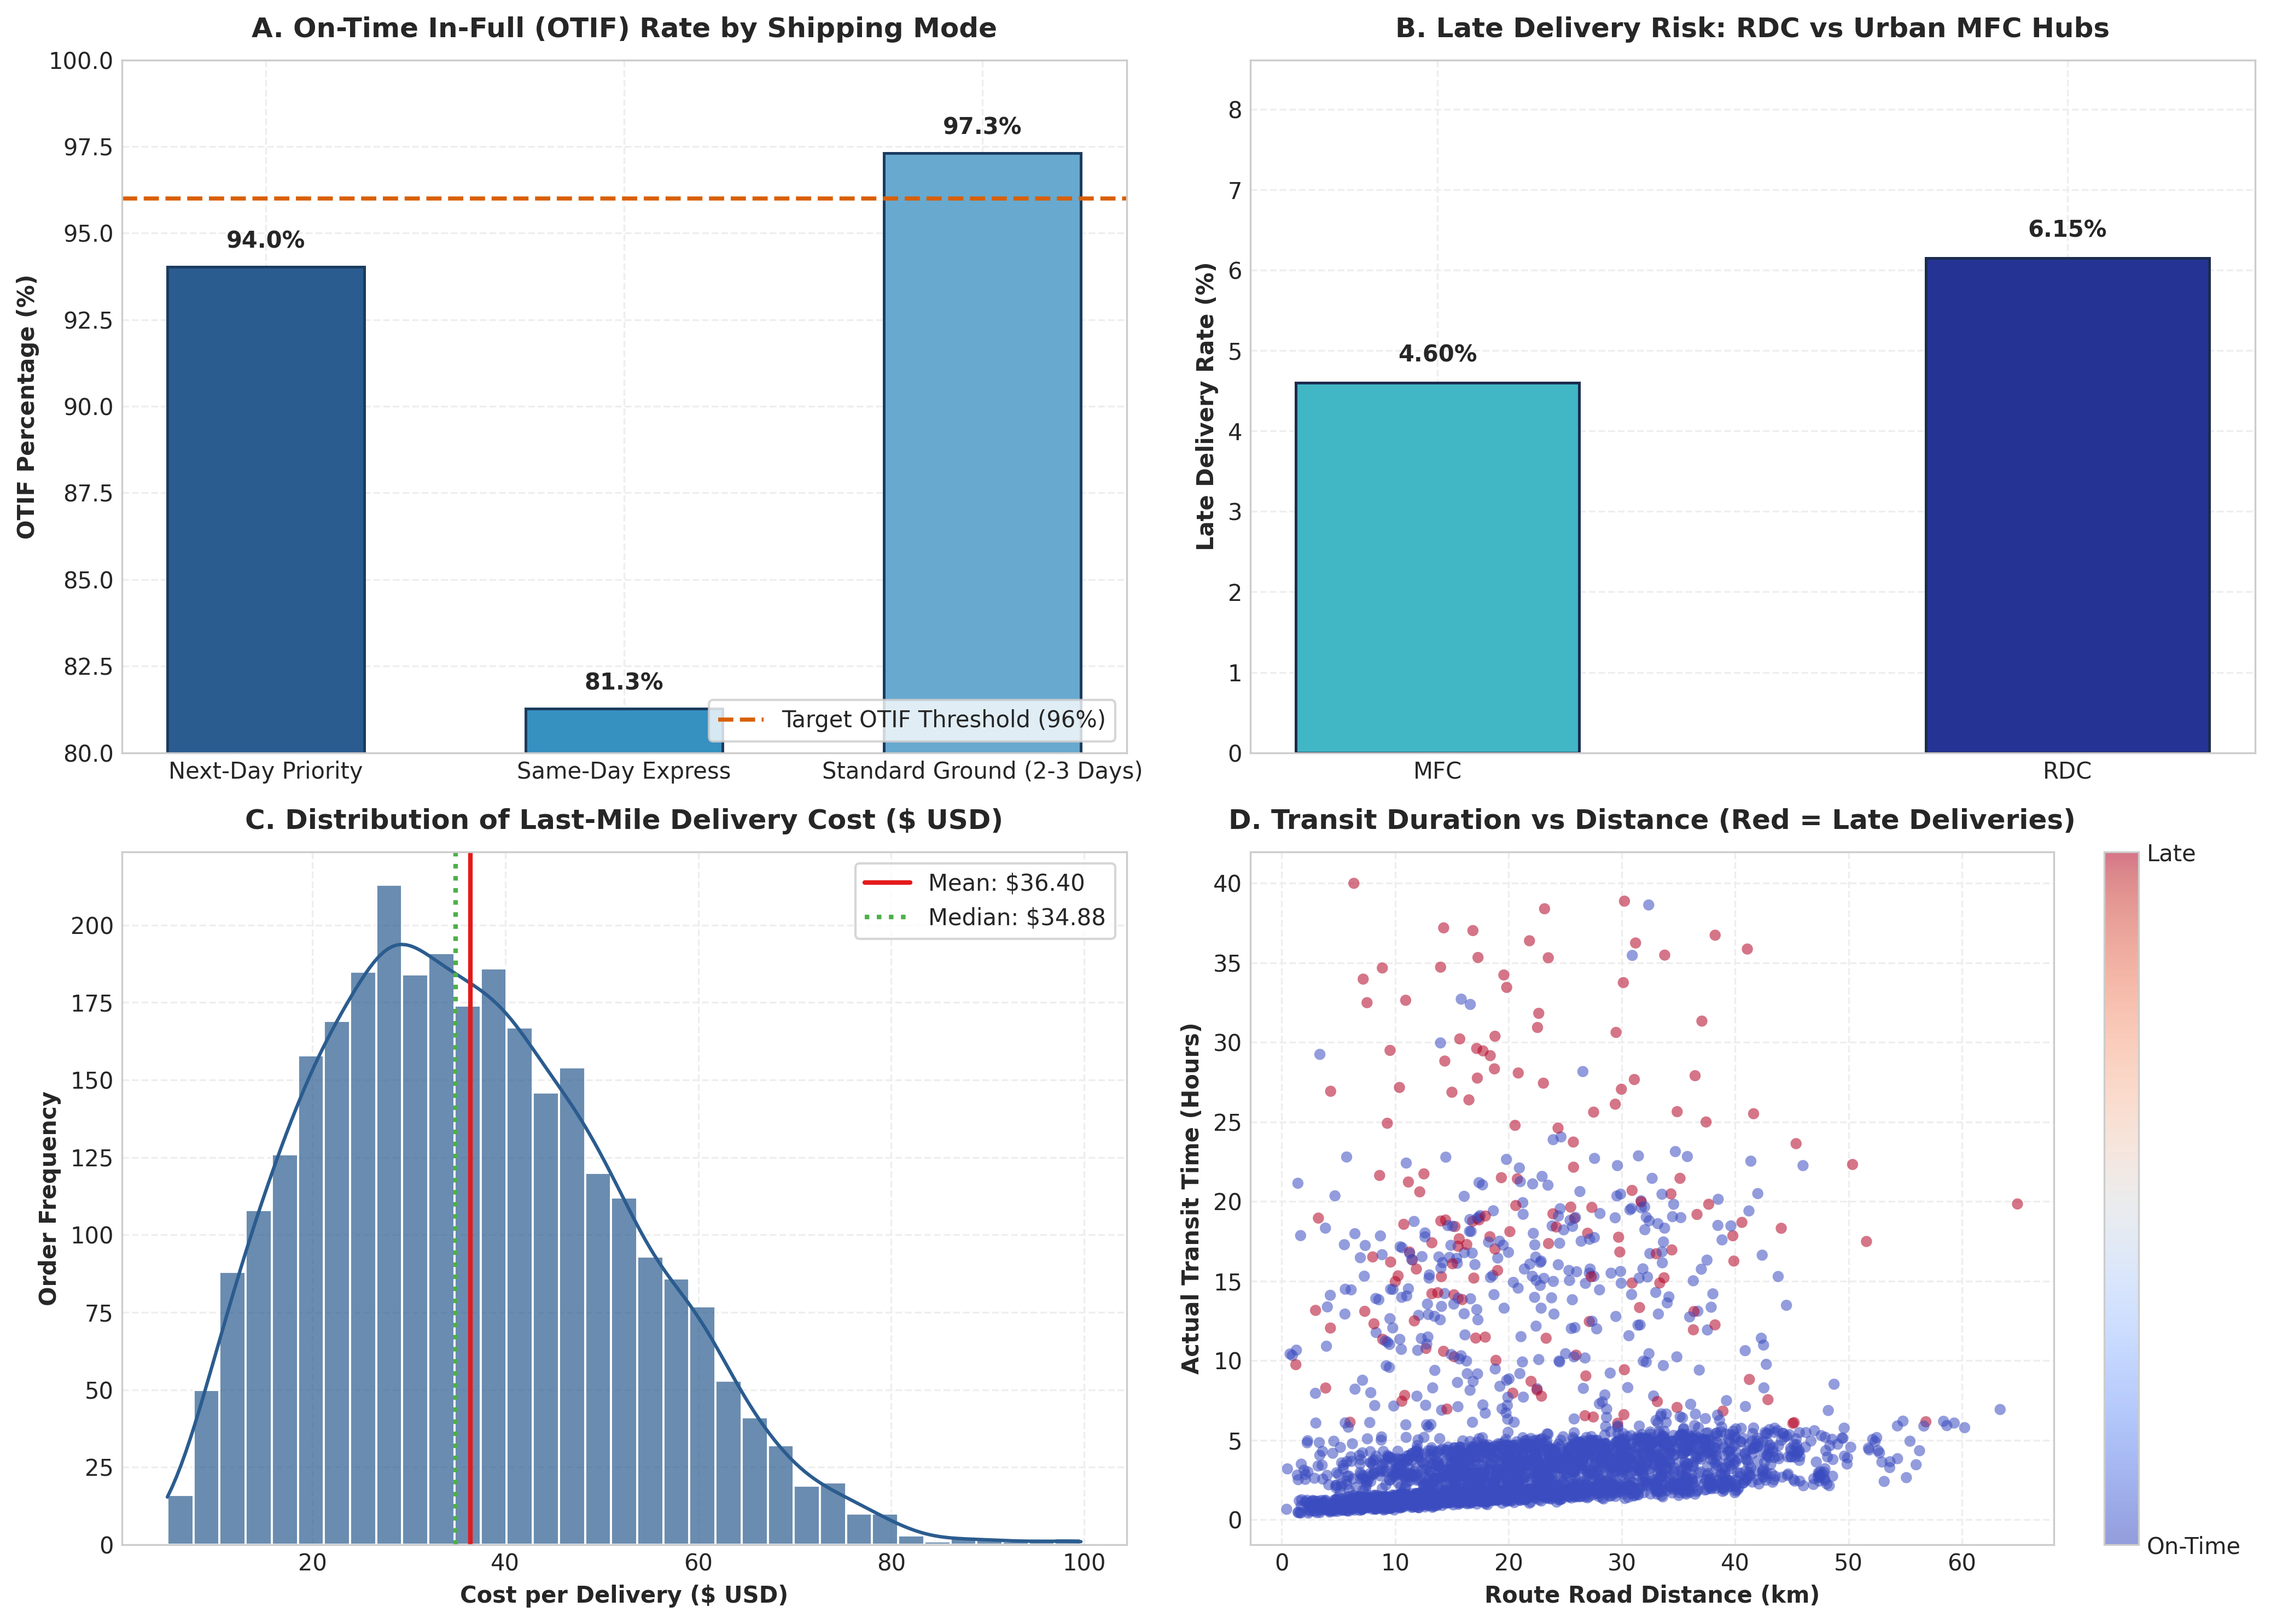 A. On-Time In-Full (OTIF) Rate by Shipping Mode
OTIF Percentage (%)
100.0
97.5
95.0
92.5
90.0
87.5
85.0
82.5
80.0
94.0%
81.3%
97.3%
Target OTIF Threshold (96%)
Next-Day Priority
Same-Day Express
Standard Ground (2-3 Days)
B. Late Delivery Risk: RDC vs Urban MFC Hubs
Late Delivery Rate (%)
8
7
6
5
4
3
2
1
0
4.60%
6.15%
MFC
RDC
C. Distribution of Last-Mile Delivery Cost ($ USD)
Order Frequency
200
175
150
125
100
75
50
25
0
Mean: $36.40
Median: $34.88
20
40
60
80
100
Cost per Delivery ($ USD)
D. Transit Duration vs Distance (Red = Late Deliveries)
Actual Transit Time (Hours)
40
35
30
25
20
15
10
5
0
0
10
20
30
40
50
60
Route Road Distance (km)
Late
On-Time